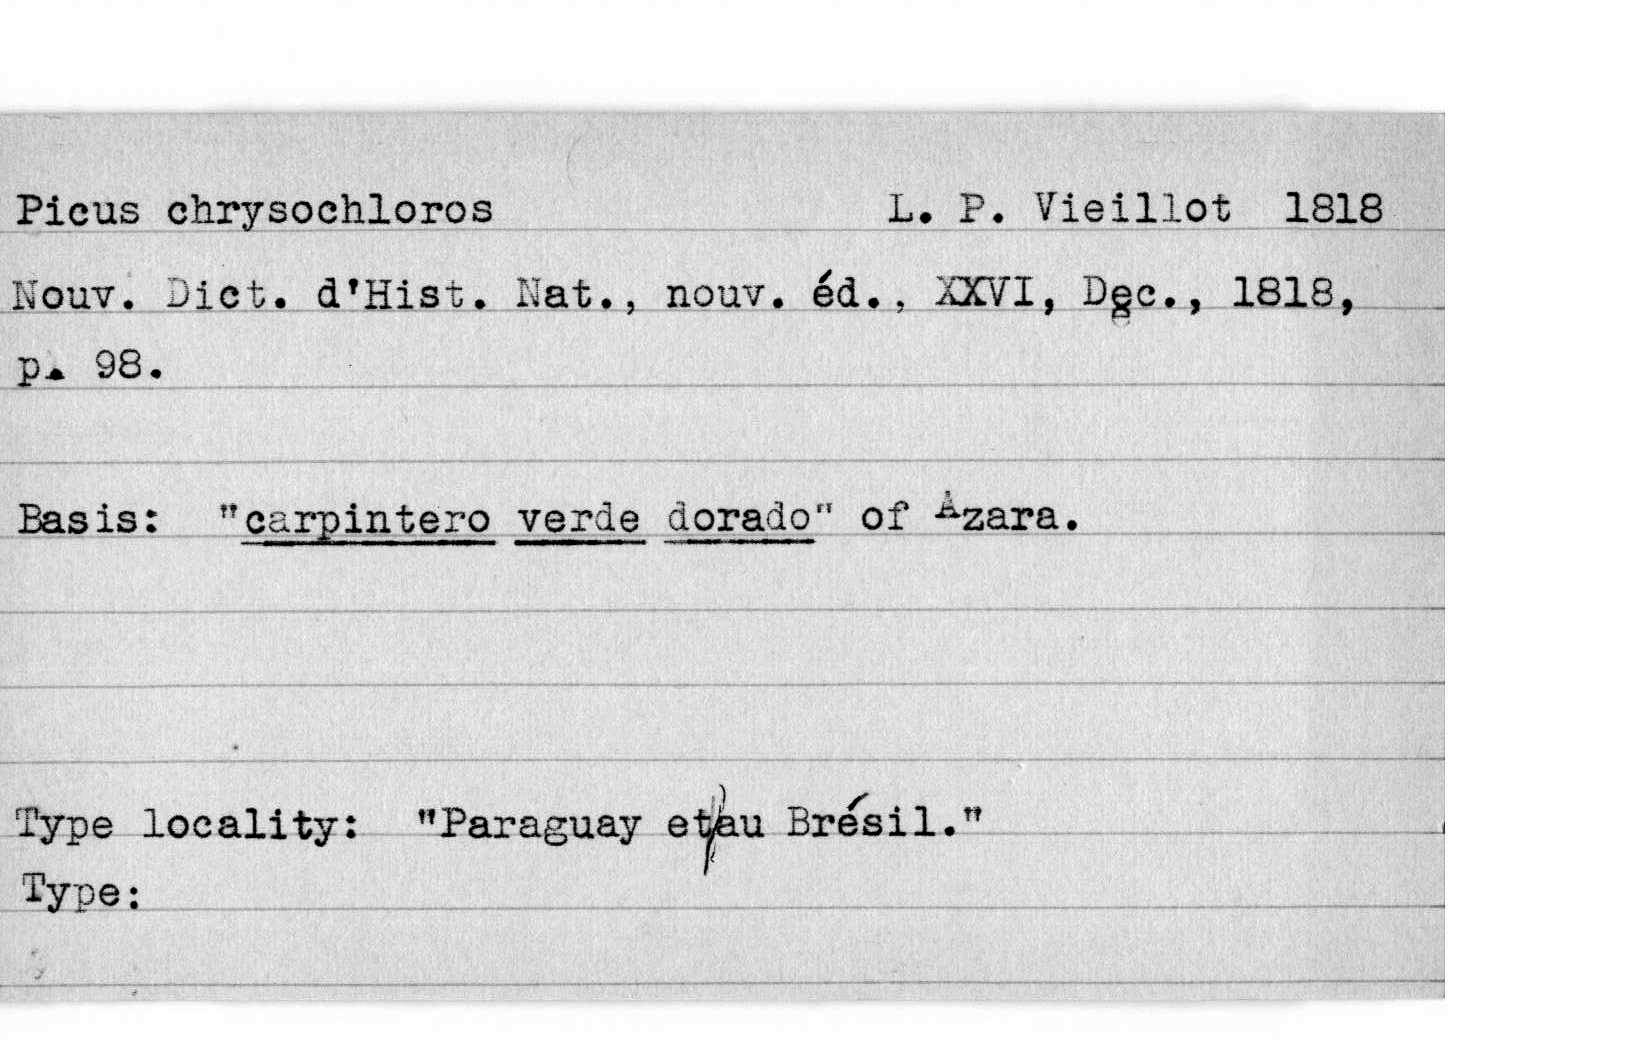 Picus chrysochloros L. P. Vieillot 1818
Nouv. Dict. d'Hist. Nat., nouv. éd., XXVI, Dec., 1818,
p. 98.
Basis: "carpintero verde dorado" of Azara.
Type locality: "Paraguay et/au Brésil."
Type: